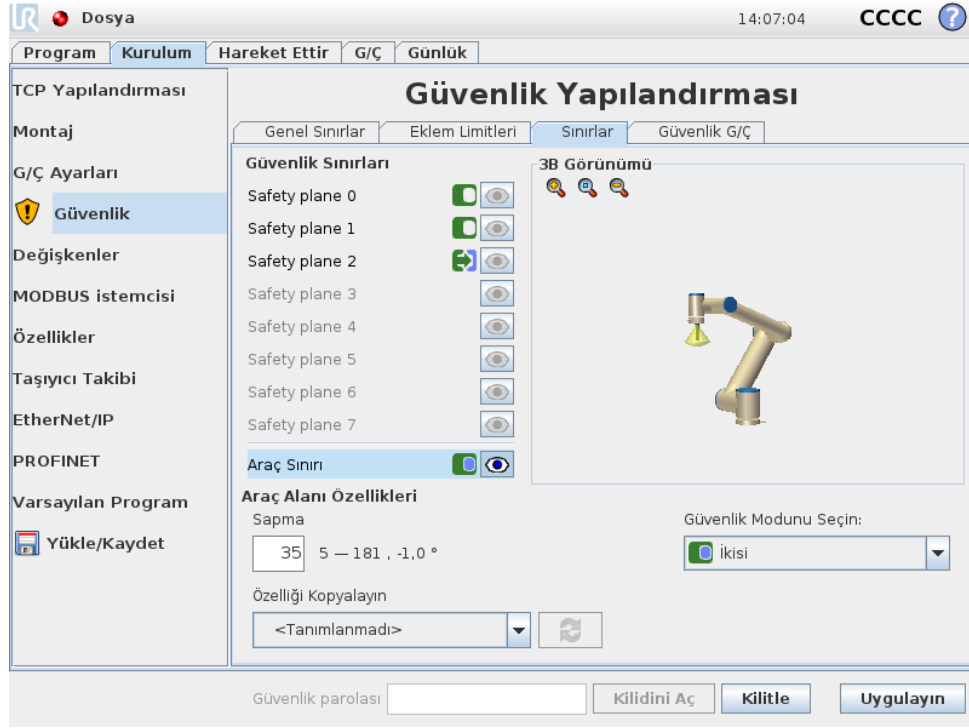 UR Dosya 14:07:04 CCCC ?
Program Kurulum Hareket Ettir G/Ç Günlük
TCP Yapılandırması
Montaj
G/Ç Ayarları
Güvenlik
Değişkenler
MODBUS istemcisi
Özellikler
Taşıyıcı Takibi
EtherNet/IP
PROFINET
Varsayılan Program
Yükle/Kaydet
Güvenlik Yapılandırması
Genel Sınırlar Eklem Limitleri Sınırlar Güvenlik G/Ç
Güvenlik Sınırları
Safety plane 0
Safety plane 1
Safety plane 2
Safety plane 3
Safety plane 4
Safety plane 5
Safety plane 6
Safety plane 7
Araç Sınırı
3B Görünümü
Araç Alanı Özellikleri
Sapma
35 5 — 181 , -1,0 °
Güvenlik Modunu Seçin:
İkisi
Özelliği Kopyalayın
<Tanımlanmadı>
Güvenlik parolası Kilidini Aç Kilitle Uygulayın